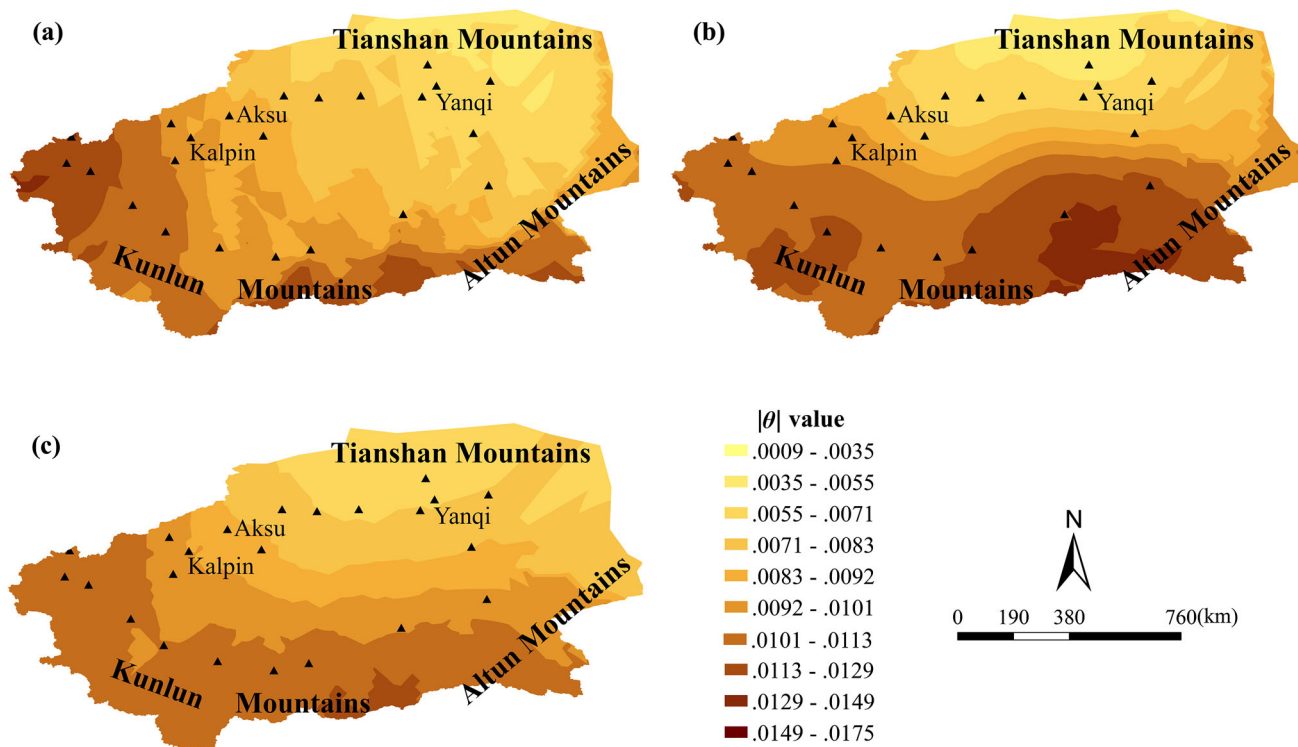 (a)
Tianshan Mountains
Aksu
Yanqi
Kalpin
Kunlun
Mountains
Altun Mountains
(b)
Tianshan Mountains
Aksu
Yanqi
Kalpin
Kunlun
Mountains
Altun Mountains
(c)
Tianshan Mountains
Aksu
Yanqi
Kalpin
Kunlun
Mountains
Altun Mountains
|θ| value
.0009 - .0035
.0035 - .0055
.0055 - .0071
.0071 - .0083
.0083 - .0092
.0092 - .0101
.0101 - .0113
.0113 - .0129
.0129 - .0149
.0149 - .0175
N
0 190 380 760(km)